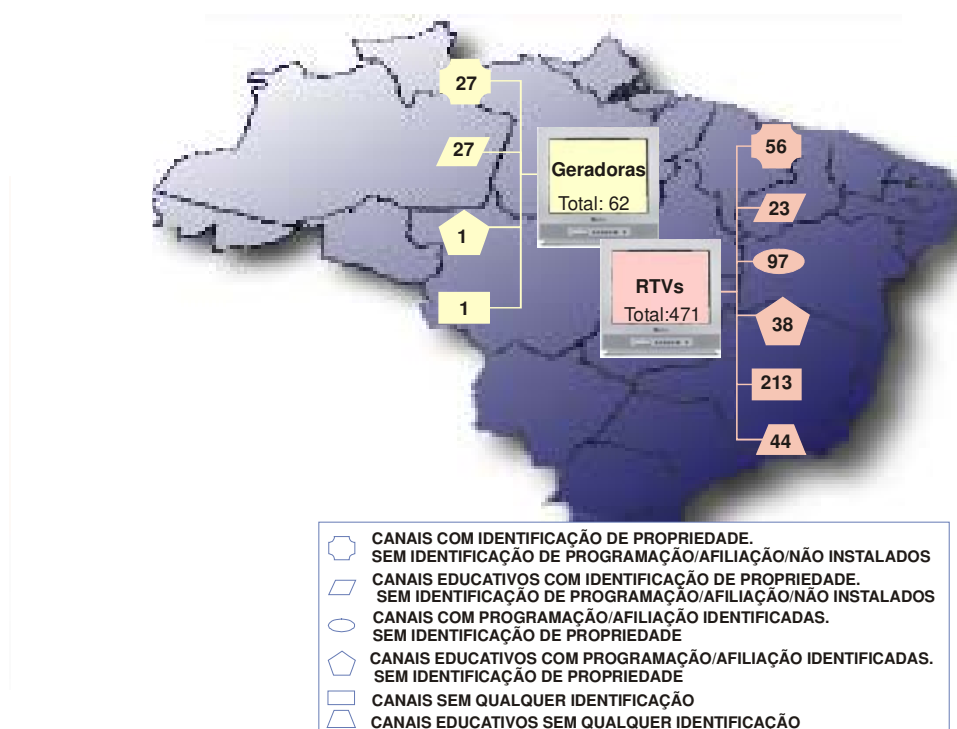 27
27
1
1
Geradoras
Total: 62
RTVs
Total:471
56
23
97
38
213
44
CANAIS COM IDENTIFICAÇÃO DE PROPRIEDADE.
SEM IDENTIFICAÇÃO DE PROGRAMAÇÃO/AFILIAÇÃO/NÃO INSTALADOS
CANAIS EDUCATIVOS COM IDENTIFICAÇÃO DE PROPRIEDADE.
SEM IDENTIFICAÇÃO DE PROGRAMAÇÃO/AFILIAÇÃO/NÃO INSTALADOS
CANAIS COM PROGRAMAÇÃO/AFILIAÇÃO IDENTIFICADAS.
SEM IDENTIFICAÇÃO DE PROPRIEDADE
CANAIS EDUCATIVOS COM PROGRAMAÇÃO/AFILIAÇÃO IDENTIFICADAS.
SEM IDENTIFICAÇÃO DE PROPRIEDADE
CANAIS SEM QUALQUER IDENTIFICAÇÃO
CANAIS EDUCATIVOS SEM QUALQUER IDENTIFICAÇÃO